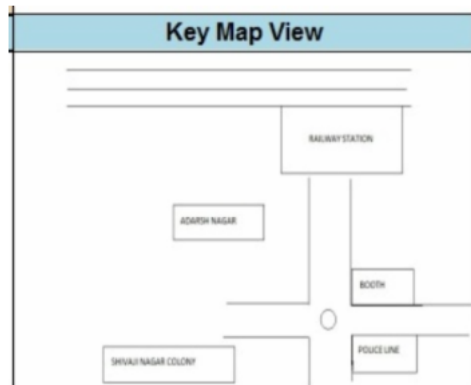 Key Map View
RAILWAY STATION
ADARSH NAGAR
BOOTH
POLICE LINE
SHIVAJI NAGAR COLONY